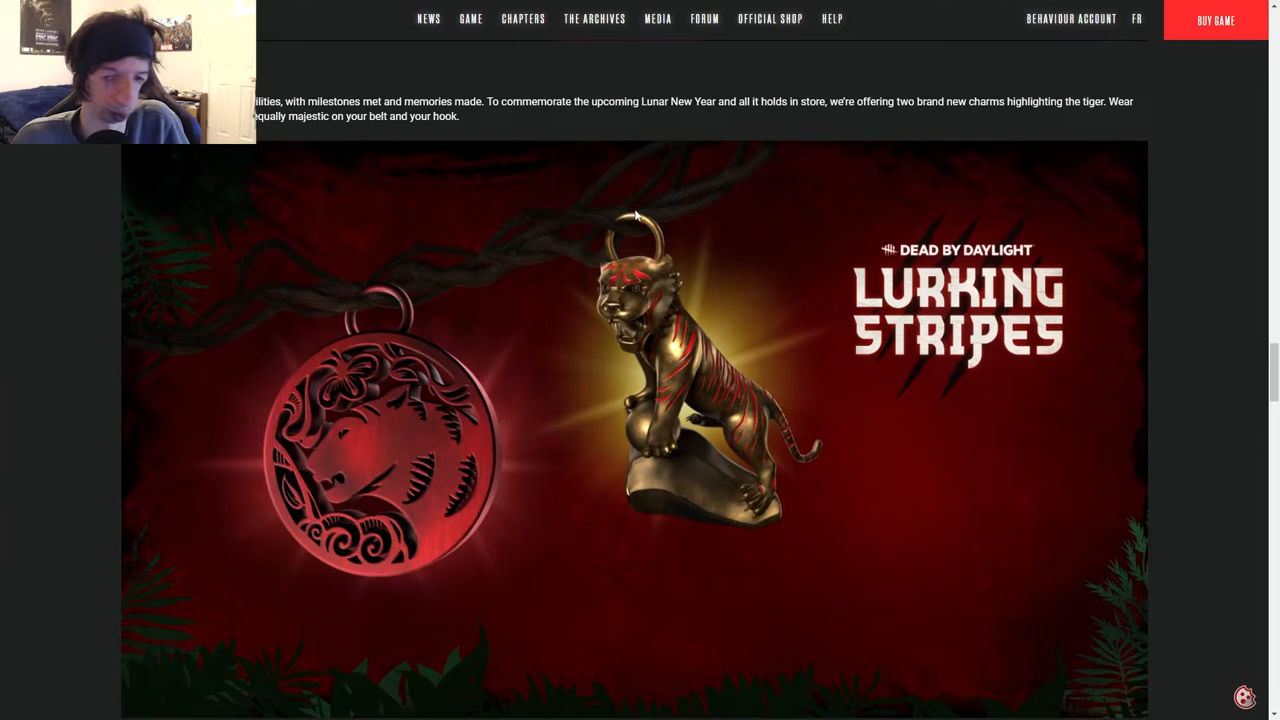 NEWS GAME CHAPTERS THE ARCHIVES MEDIA FORUM OFFICIAL SHOP HELP BEHAVIOUR ACCOUNT FR BUY GAME
ilities, with milestones met and memories made. To commemorate the upcoming Lunar New Year and all it holds in store, we're offering two brand new charms highlighting the tiger. Wear
equally majestic on your belt and your hook.
DEAD BY DAYLIGHT
LURKING
STRIPES